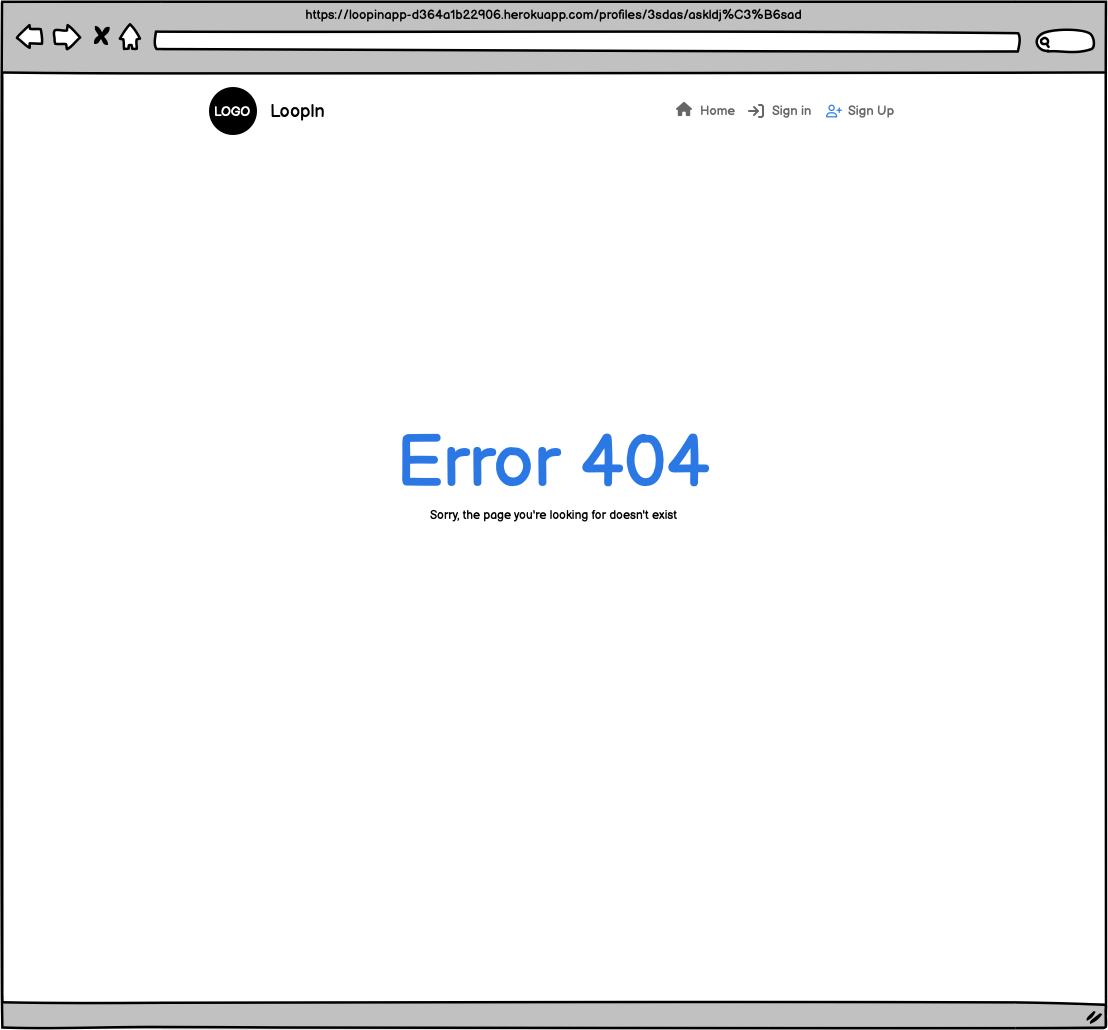 https://loopinapp-d364a1b22906.herokuapp.com/profiles/3sdas/askldj%C3%B6sad
LOGO LoopIn Home Sign in Sign Up
Error 404
Sorry, the page you're looking for doesn't exist